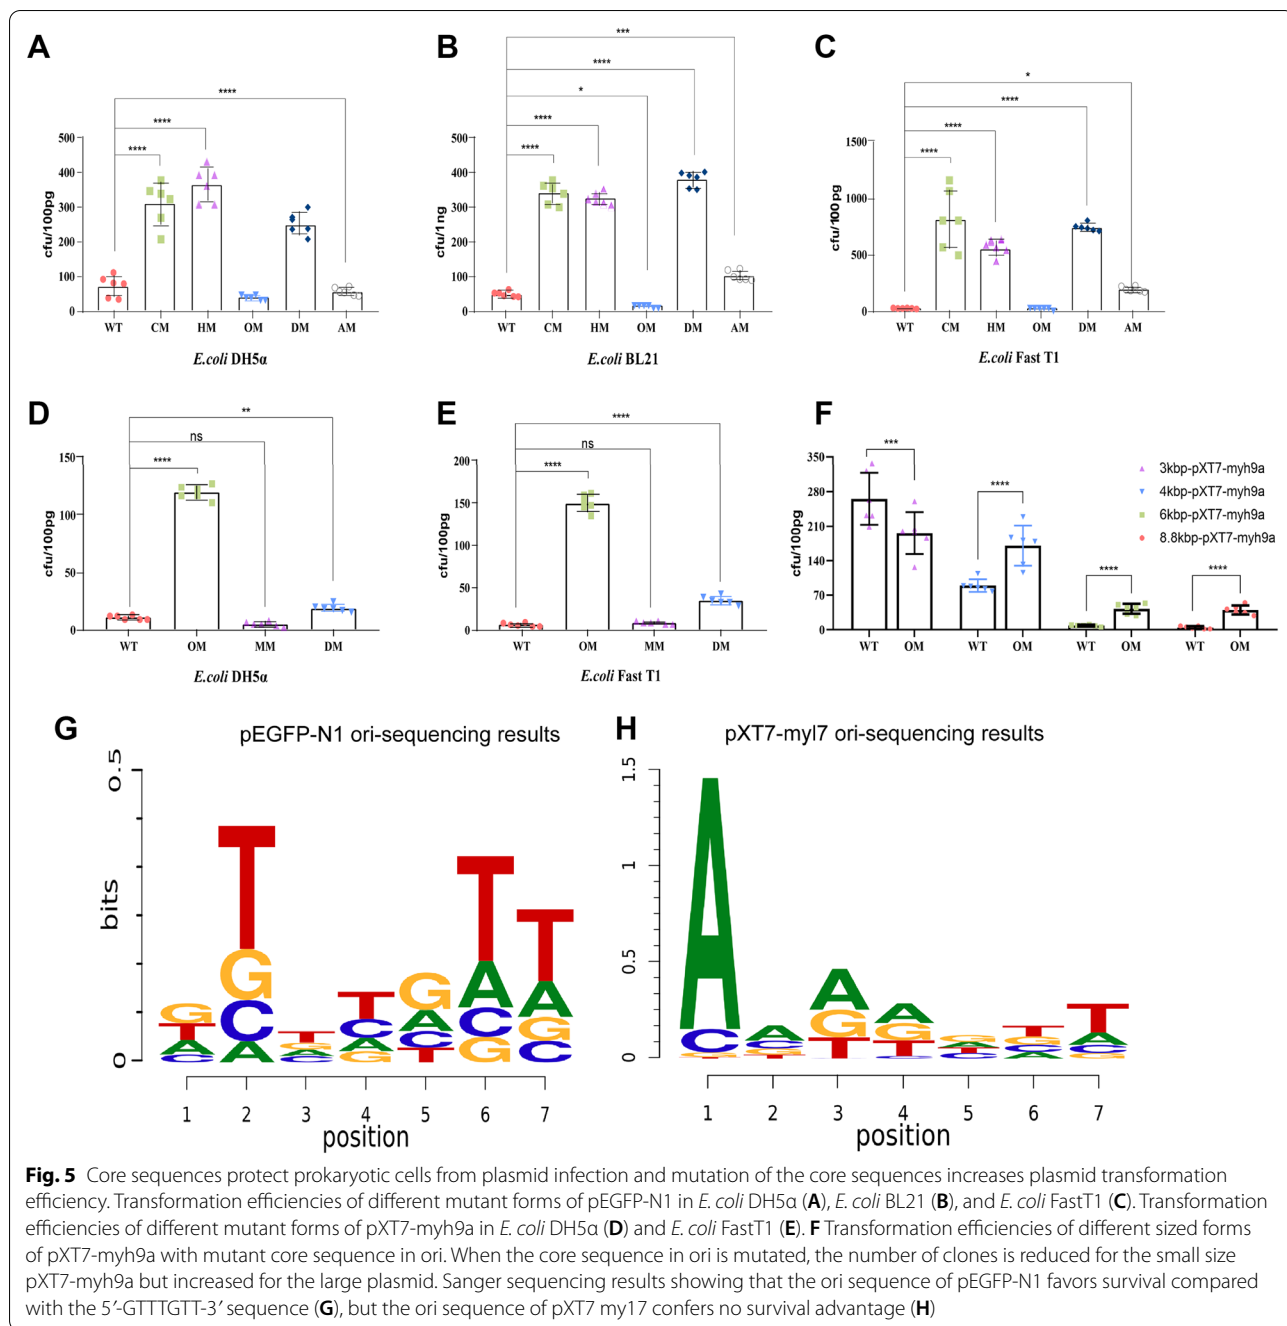 A
****
****
****
500
400
300
200
100
0
cfu/100pg
WT CM HM OM DM AM
E.coli DH5α
B
***
****
*
****
****
500
400
300
200
100
0
cfu/1ng
WT CM HM OM DM AM
E.coli BL21
C
*
****
****
****
1500
1000
500
0
cfu/100pg
WT CM HM OM DM AM
E.coli Fast T1
D
**
ns
****
150
100
50
0
cfu/100pg
WT OM MM DM
E.coli DH5α
E
****
ns
****
200
150
100
50
0
cfu/100pg
WT OM MM DM
E.coli Fast T1
F
***
****
****
****
350
280
210
140
70
0
cfu/100pg
WT OM WT OM WT OM WT OM
3kbp-pXT7-myh9a
4kbp-pXT7-myh9a
6kbp-pXT7-myh9a
8.8kbp-pXT7-myh9a
G
pEGFP-N1 ori-sequencing results
0.5
bits
0
G T A C
T G C A
T G A C
T C A G
G A C T
T A C G
T A G C
1 2 3 4 5 6 7
position
H
pXT7-myl7 ori-sequencing results
1.5
1
0.5
0
A C G T
A C G T
A G T
A G T C
G A T C
T G C A
T A C G
1 2 3 4 5 6 7
position
Fig. 5 Core sequences protect prokaryotic cells from plasmid infection and mutation of the core sequences increases plasmid transformation
efficiency. Transformation efficiencies of different mutant forms of pEGFP-N1 in E. coli DH5α (A), E. coli BL21 (B), and E. coli FastT1 (C). Transformation
efficiencies of different mutant forms of pXT7-myh9a in E. coli DH5α (D) and E. coli FastT1 (E). F Transformation efficiencies of different sized forms
of pXT7-myh9a with mutant core sequence in ori. When the core sequence in ori is mutated, the number of clones is reduced for the small size
pXT7-myh9a but increased for the large plasmid. Sanger sequencing results showing that the ori sequence of pEGFP-N1 favors survival compared
with the 5′-GTTTGTT-3′ sequence (G), but the ori sequence of pXT7 my17 confers no survival advantage (H)